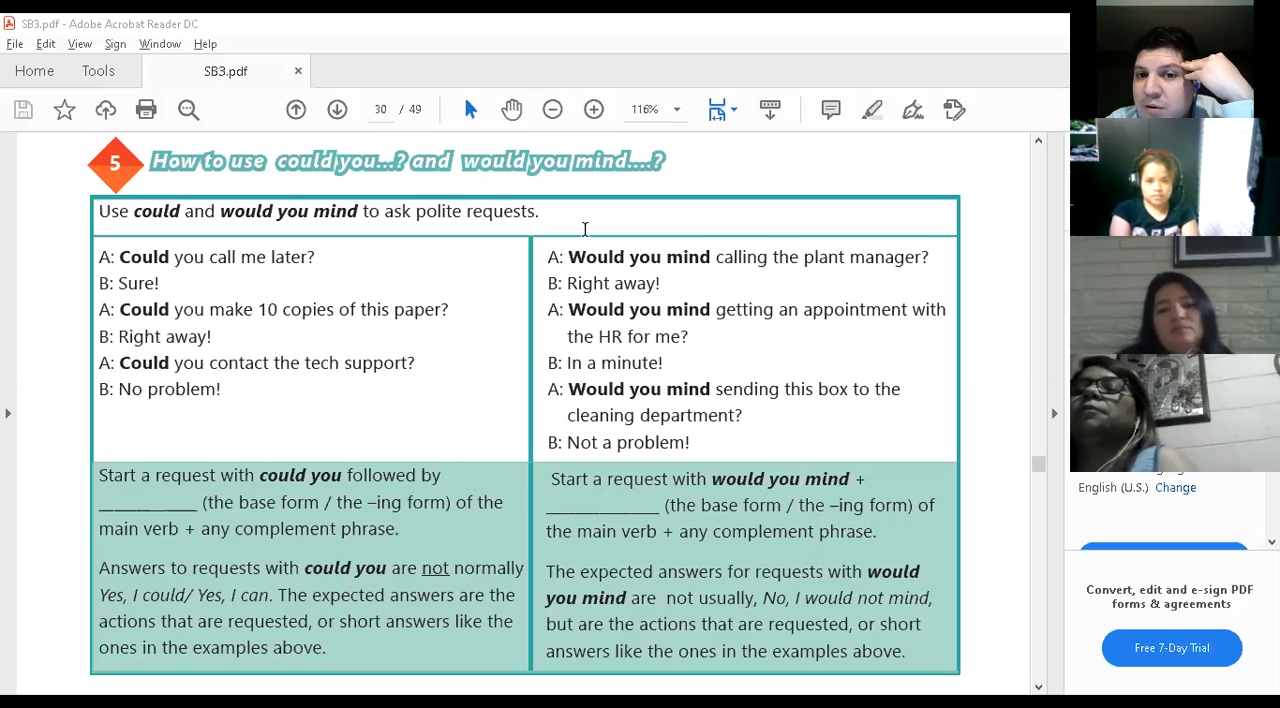 SB3.pdf - Adobe Acrobat Reader DC
File Edit View Sign Window Help
Home Tools SB3.pdf ×
30 / 49 116%
5 How to use could you...? and would you mind....?
Use could and would you mind to ask polite requests.
A: Could you call me later?
B: Sure!
A: Could you make 10 copies of this paper?
B: Right away!
A: Could you contact the tech support?
B: No problem!
A: Would you mind calling the plant manager?
B: Right away!
A: Would you mind getting an appointment with
the HR for me?
B: In a minute!
A: Would you mind sending this box to the
cleaning department?
B: Not a problem!
Start a request with could you followed by
___________ (the base form / the –ing form) of the
main verb + any complement phrase.
Answers to requests with could you are not normally
Yes, I could/ Yes, I can. The expected answers are the
actions that are requested, or short answers like the
ones in the examples above.
Start a request with would you mind +
_____________ (the base form / the –ing form) of
the main verb + any complement phrase.
The expected answers for requests with would
you mind are not usually, No, I would not mind,
but are the actions that are requested, or short
answers like the ones in the examples above.
English (U.S.) Change
Convert, edit and e-sign PDF
forms & agreements
Free 7-Day Trial